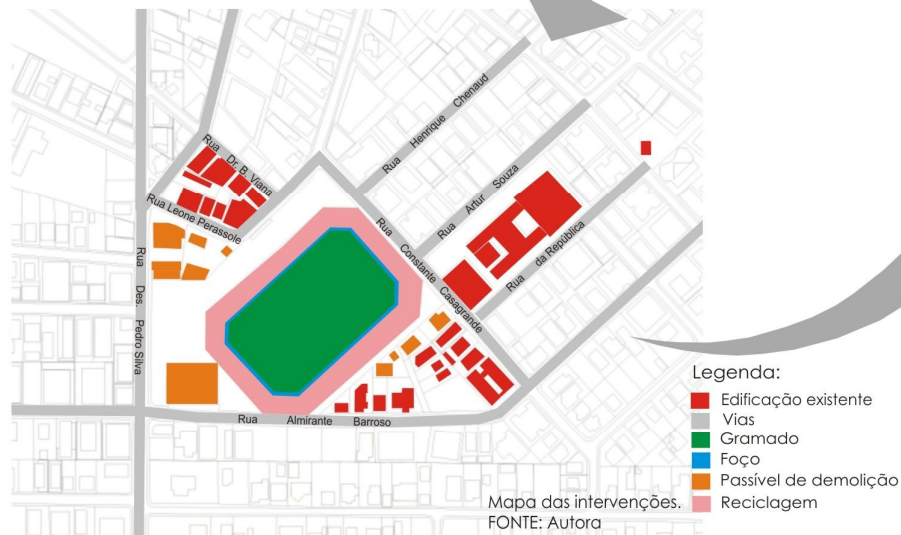 Rua Henrique Chenaud
Rua Dr. B. Viana
Rua Artur Souza
Rua Leone Perassole
Rua Constante Casagrande
Rua da República
Rua Des. Pedro Silva
Rua Almirante Barroso
Legenda:
Edificação existente
Vias
Gramado
Foço
Passível de demolição
Reciclagem
Mapa das intervenções.
FONTE: Autora